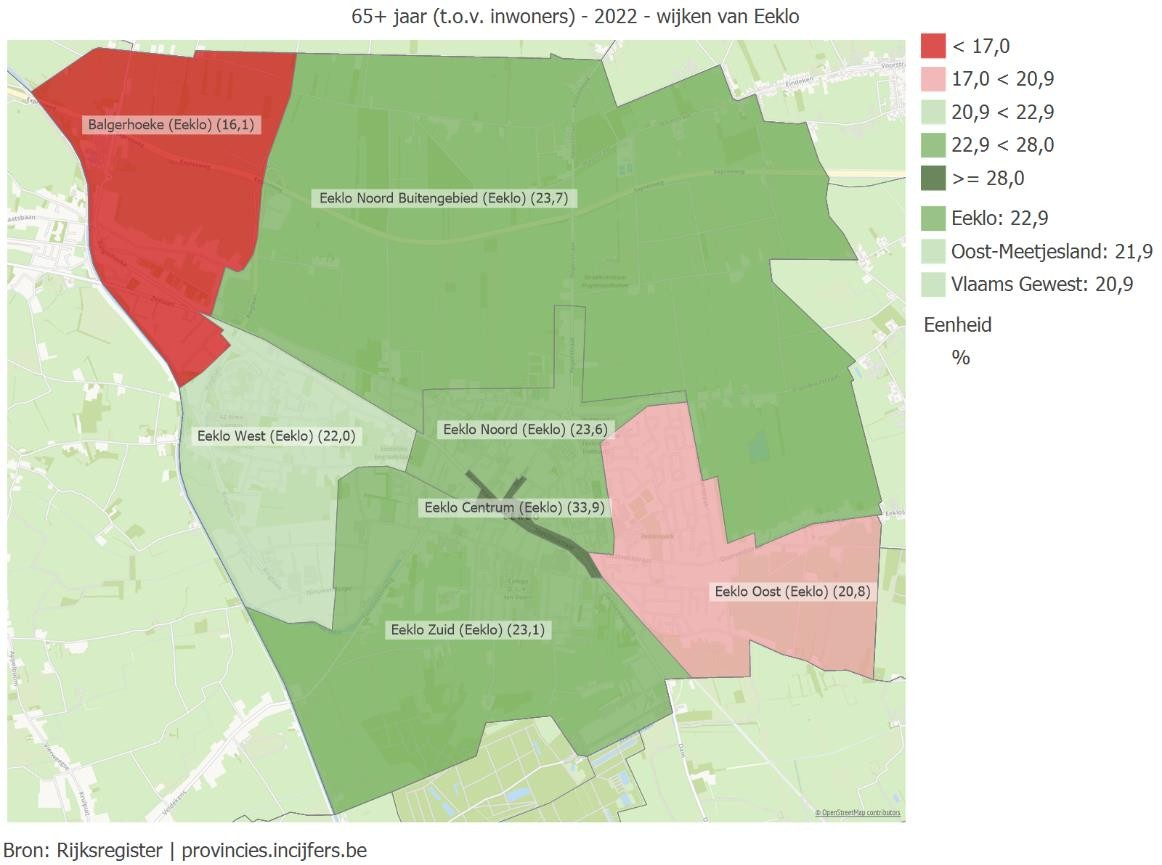 65+ jaar (t.o.v. inwoners) - 2022 - wijken van Eeklo
< 17,0
17,0 < 20,9
20,9 < 22,9
22,9 < 28,0
>= 28,0
Eeklo: 22,9
Oost-Meetjesland: 21,9
Vlaams Gewest: 20,9
Eenheid
%
Eindeken
Balgerhoeke (Eeklo) (16,1)
Eeklo Noord Buitengebied (Eeklo) (23,7)
Eeklo Noord (Eeklo) (23,6)
Eeklo West (Eeklo) (22,0)
Eeklo Centrum (Eeklo) (33,9)
Eeklo Oost (Eeklo) (20,8)
Eeklo Zuid (Eeklo) (23,1)
© OpenStreetMap contributors
Bron: Rijksregister | provincies.incijfers.be